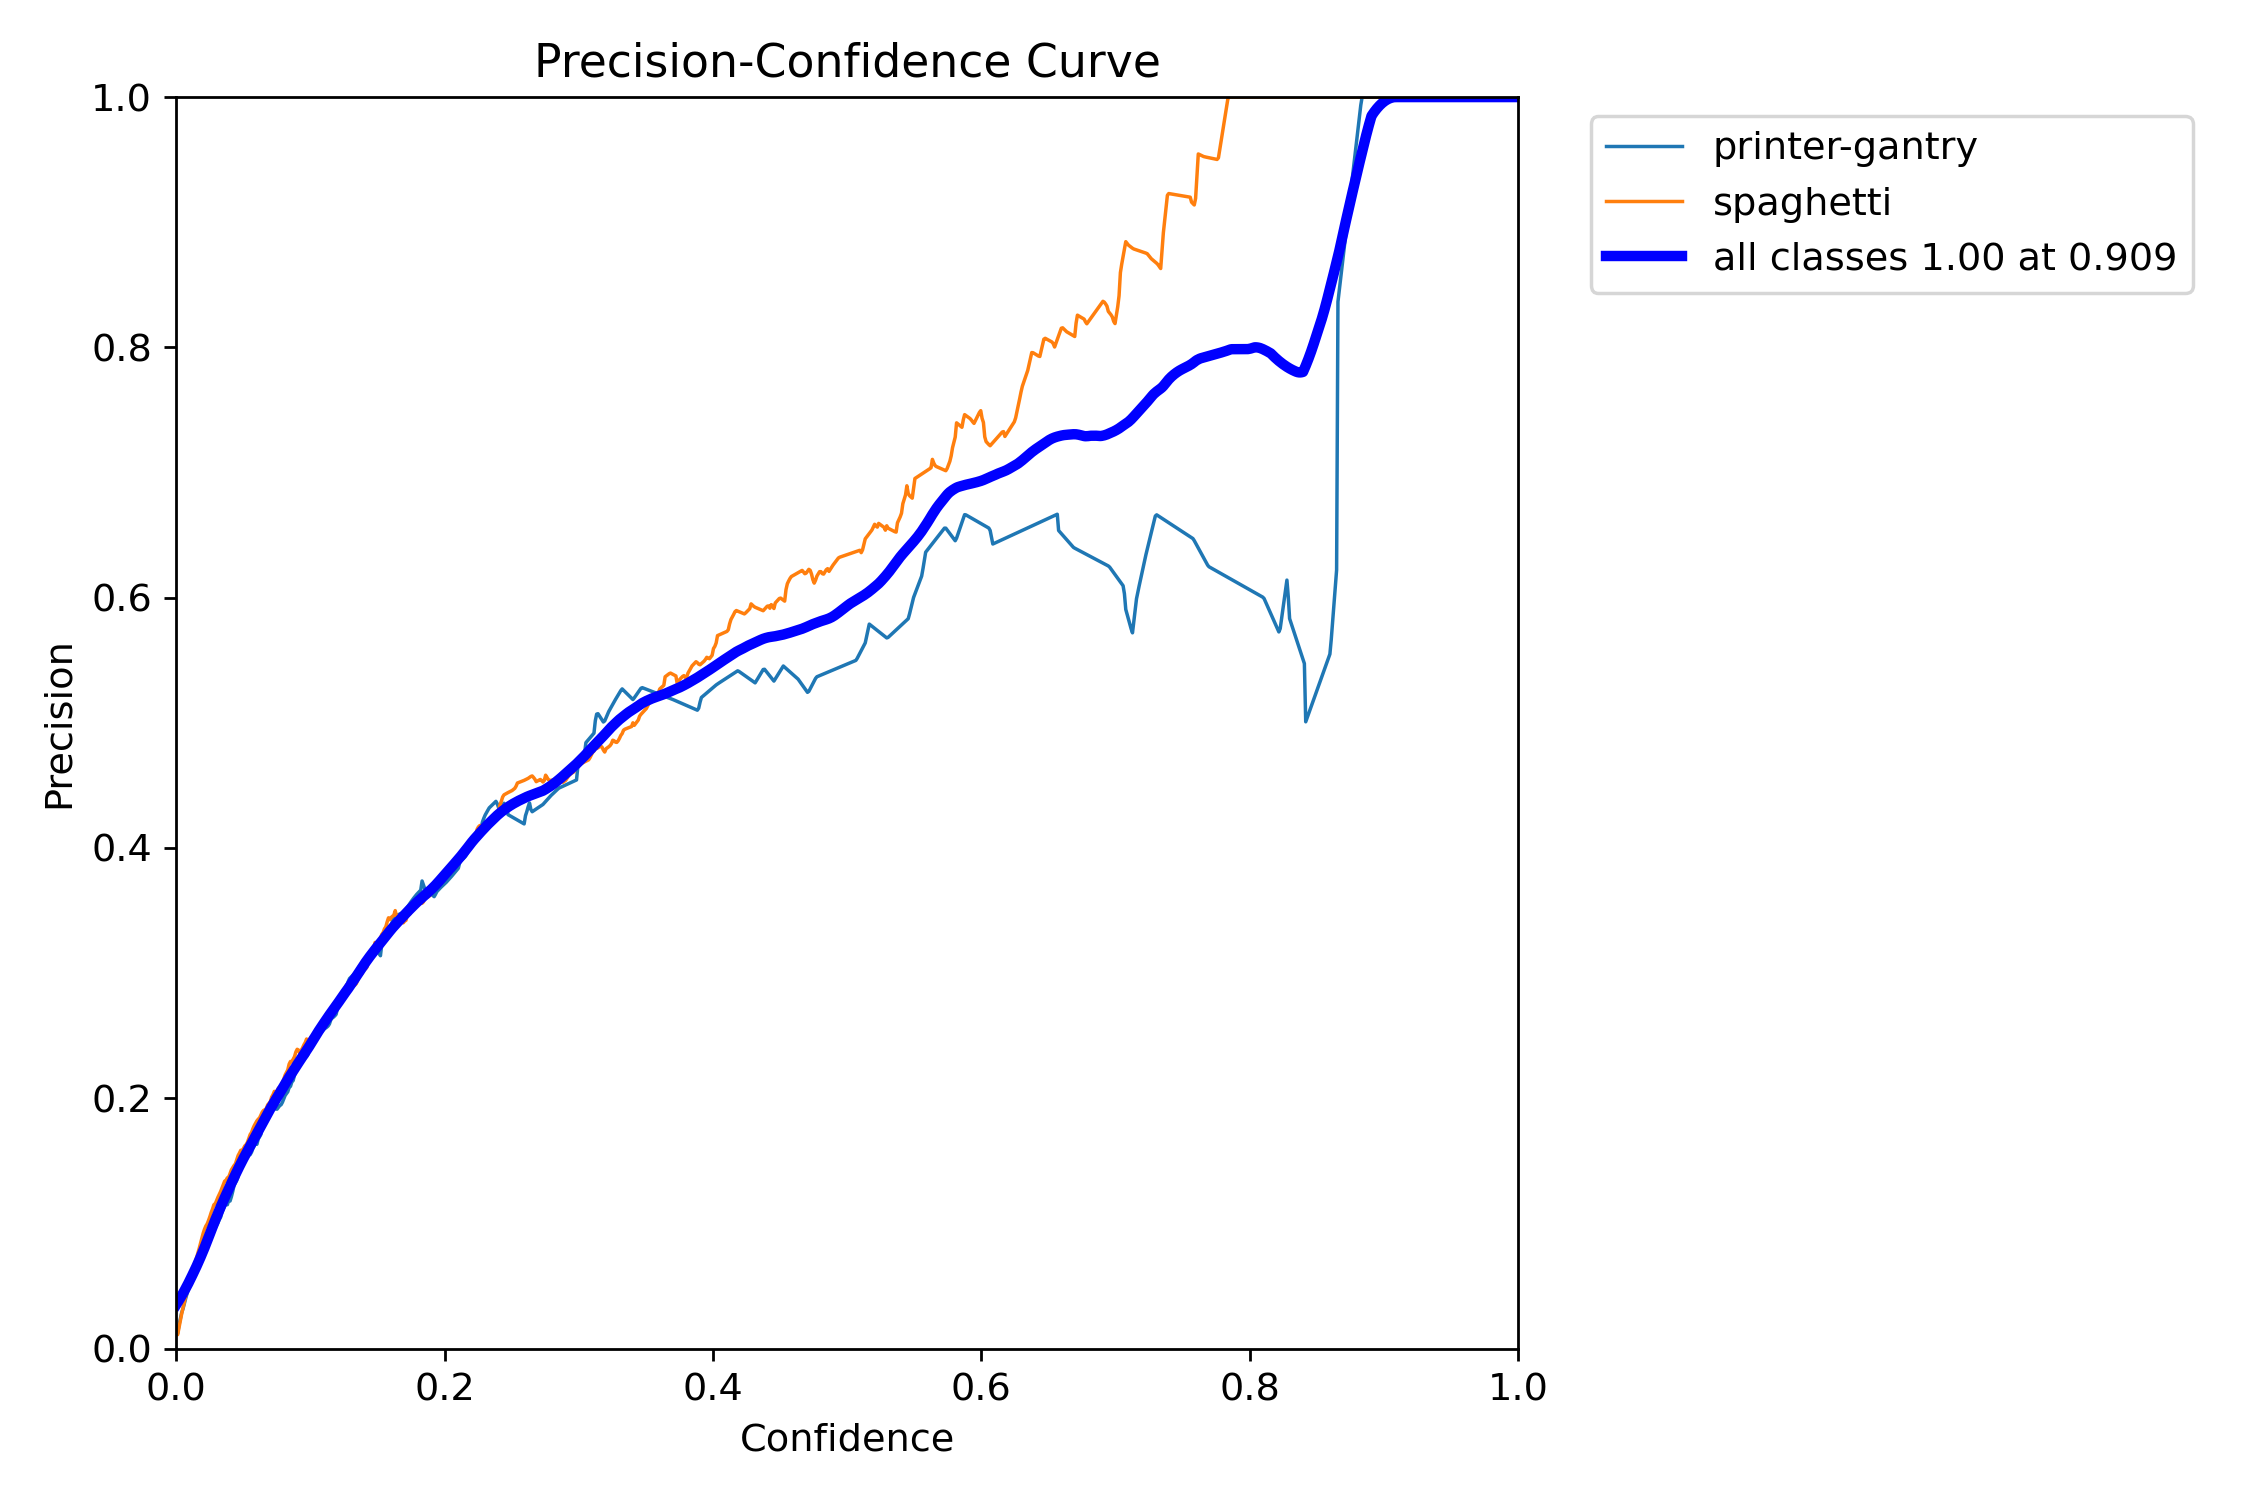 Precision-Confidence Curve
1.0
0.8
0.6
0.4
0.2
0.0
Precision
0.0 0.2 0.4 0.6 0.8 1.0
Confidence
printer-gantry
spaghetti
all classes 1.00 at 0.909